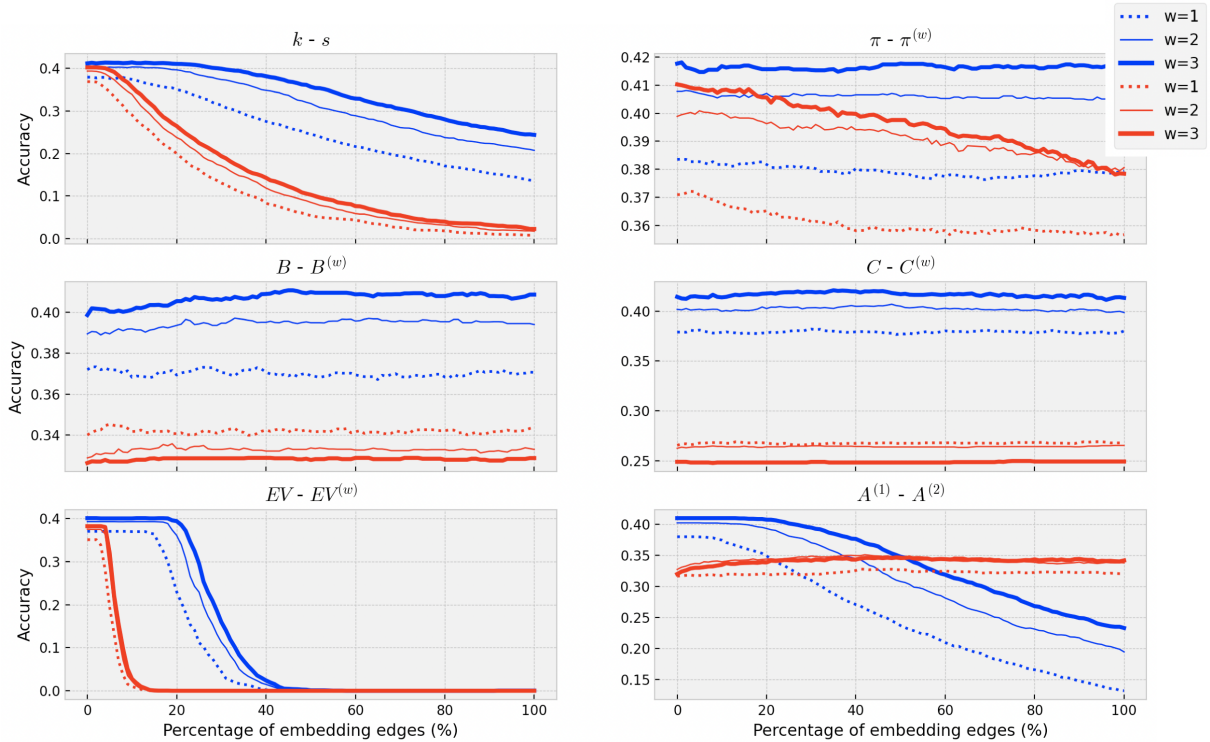 w=1
w=2
w=3
w=1
w=2
w=3
k - s
Accuracy
0.4
0.3
0.2
0.1
0.0
π - π^(w)
0.42
0.41
0.40
0.39
0.38
0.37
0.36
B - B^(w)
Accuracy
0.40
0.38
0.36
0.34
C - C^(w)
0.40
0.35
0.30
0.25
EV - EV^(w)
Accuracy
0.4
0.3
0.2
0.1
0.0
0 20 40 60 80 100
Percentage of embedding edges (%)
A^(1) - A^(2)
0.40
0.35
0.30
0.25
0.20
0.15
0 20 40 60 80 100
Percentage of embedding edges (%)